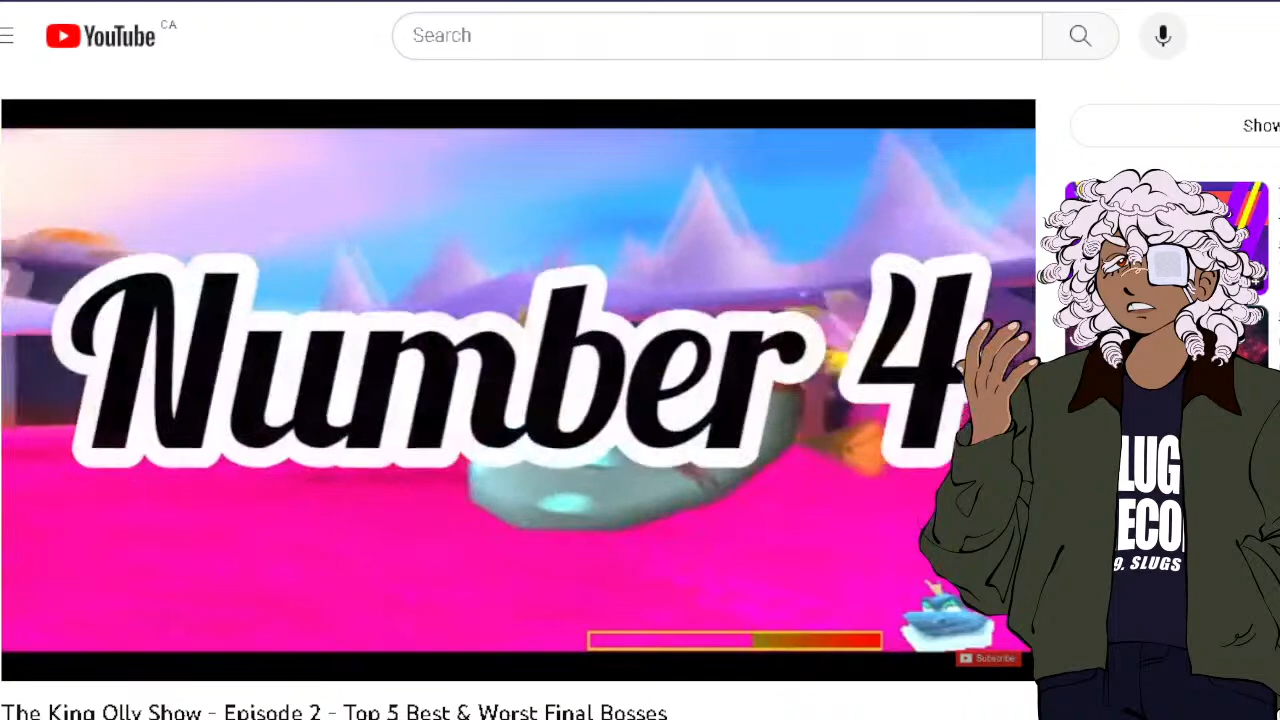 YouTube CA
Search
Show
Number 4
LUG
ECO
9. SLUGS
Subscribe
The King Olly Show - Episode 2 - Top 5 Best & Worst Final Bosses